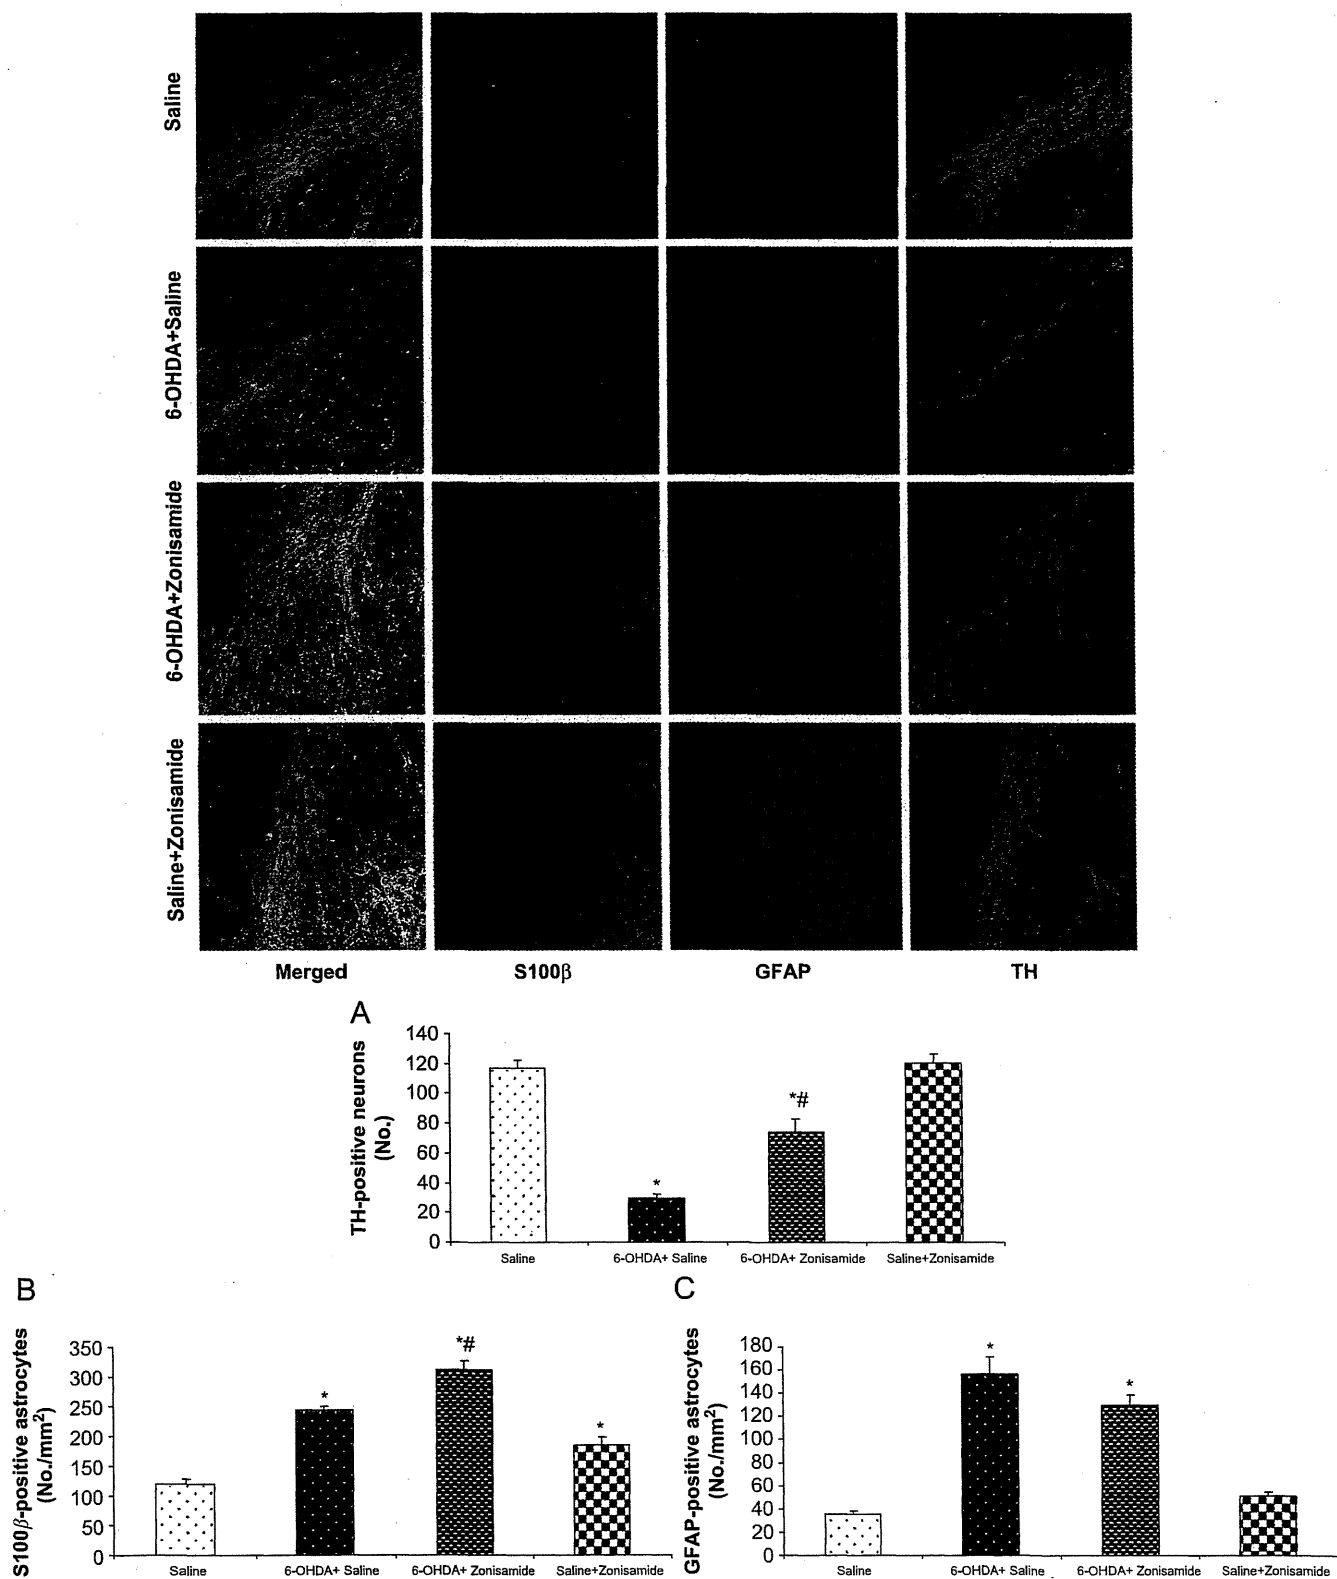 Saline
6-OHDA+Saline
6-OHDA+Zonisamide
Saline+Zonisamide
Merged S100β GFAP TH
A
TH-positive neurons
(No.)
140
120
100
80
60
40
20
0
*
*#
Saline 6-OHDA+ Saline 6-OHDA+ Zonisamide Saline+Zonisamide
B
S100β-positive astrocytes
(No./mm²)
350
300
250
200
150
100
50
0
*
*#
*
Saline 6-OHDA+ Saline 6-OHDA+ Zonisamide Saline+Zonisamide
C
GFAP-positive astrocytes
(No./mm²)
180
160
140
120
100
80
60
40
20
0
*
*
Saline 6-OHDA+ Saline 6-OHDA+ Zonisamide Saline+Zonisamide